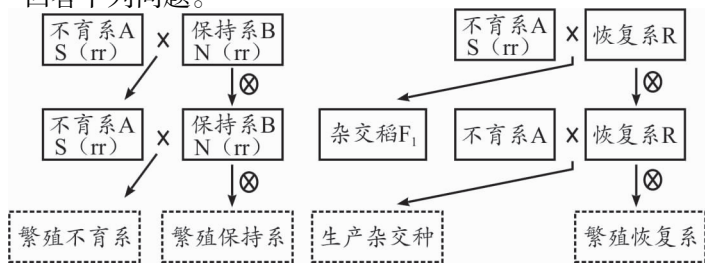 回答下列问题。
不育系A
S（rr）
×
保持系B
N（rr）
不育系A
S（rr）
×
恢复系R
不育系A
S（rr）
×
保持系B
N（rr）
杂交稻F₁
不育系A
×
恢复系R
繁殖不育系
繁殖保持系
生产杂交种
繁殖恢复系